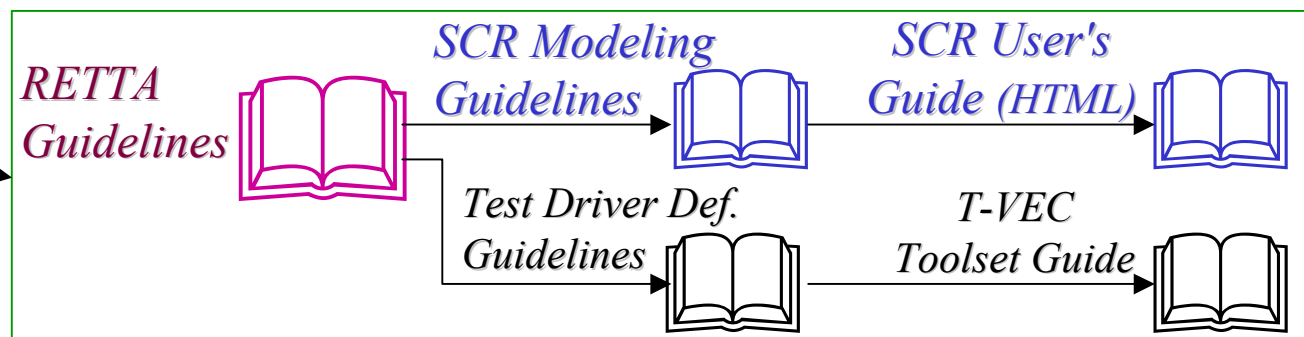 RETTA
Guidelines
SCR Modeling
Guidelines
SCR User's
Guide (HTML)
Test Driver Def.
Guidelines
T-VEC
Toolset Guide